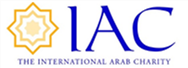 IAC
THE INTERNATIONAL ARAB CHARITY